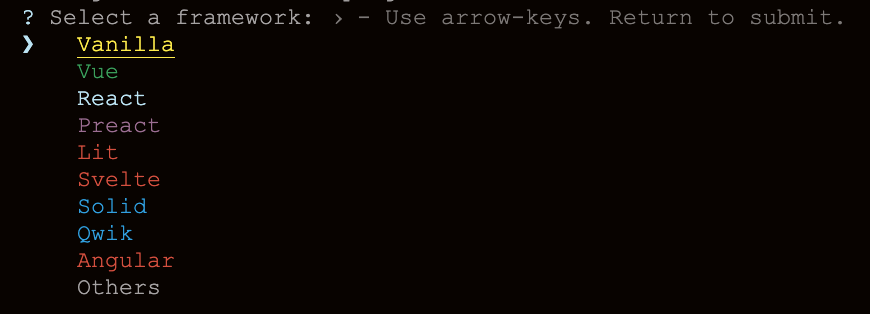 ? Select a framework: › - Use arrow-keys. Return to submit.
❯ Vanilla
Vue
React
Preact
Lit
Svelte
Solid
Qwik
Angular
Others